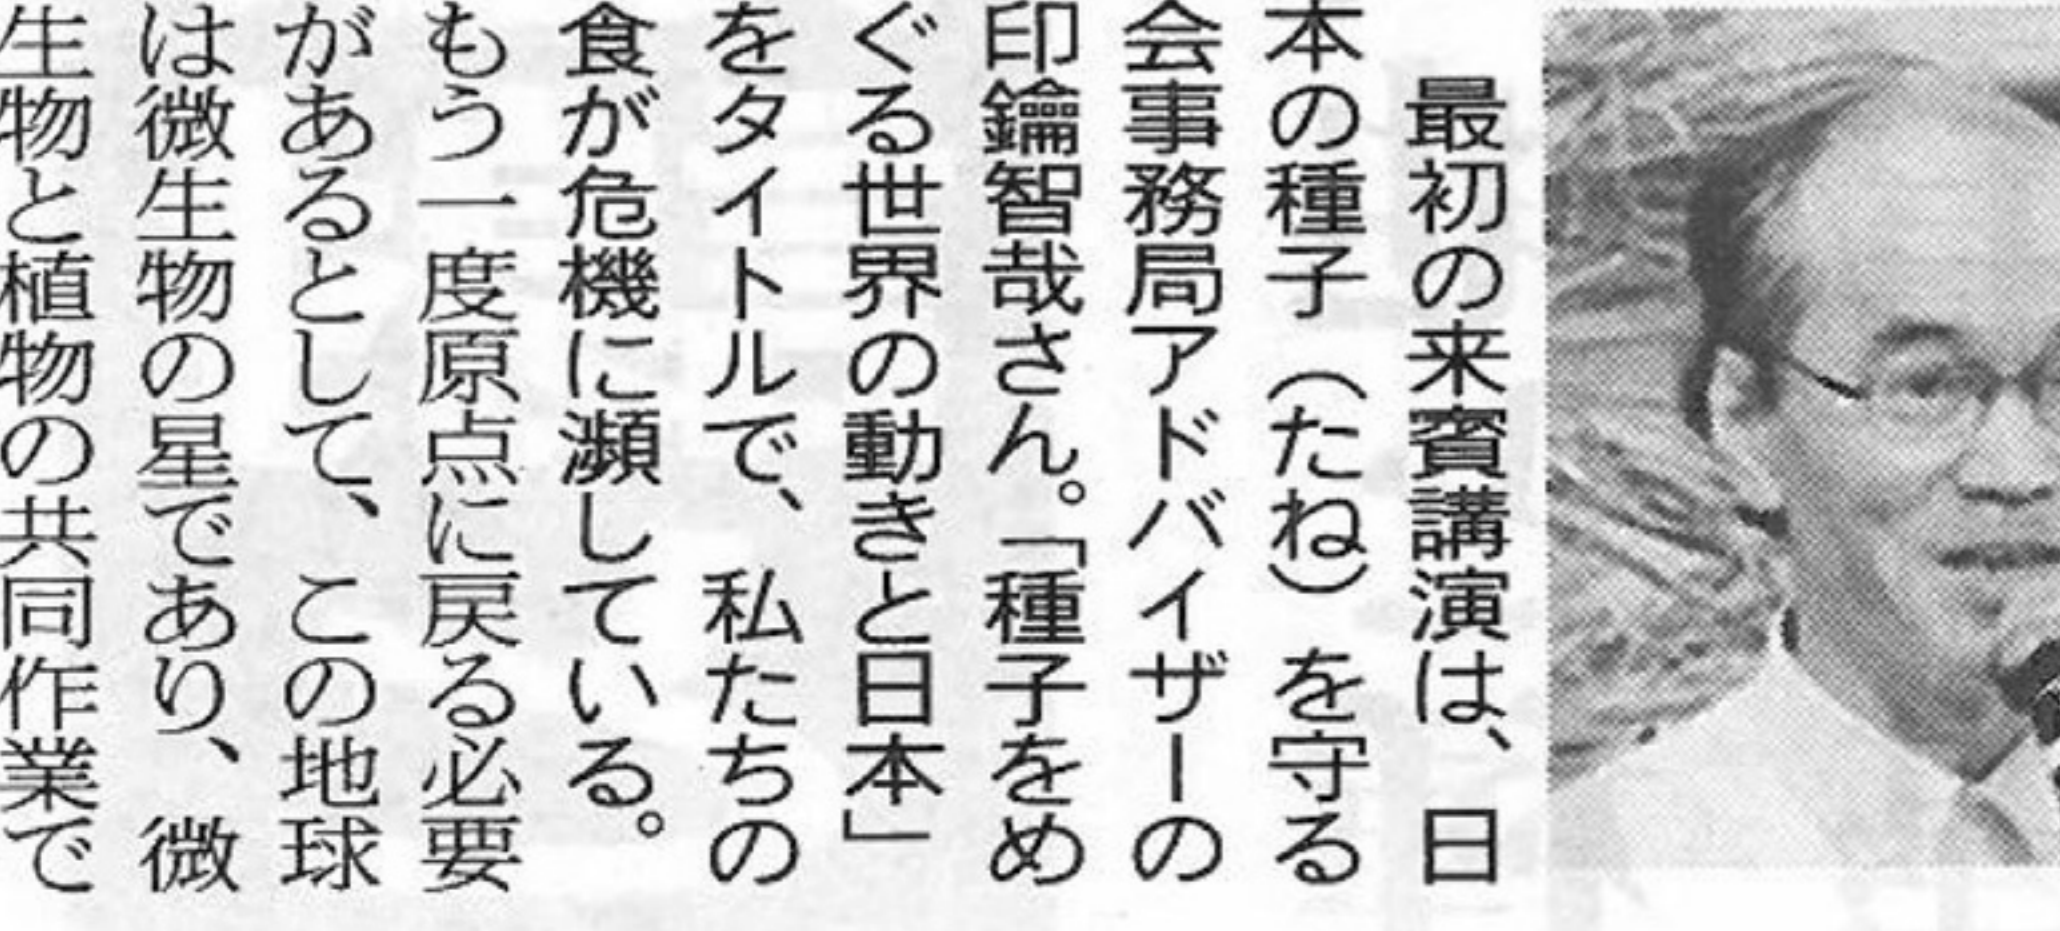 最初の来賓講演は、日
本の種子（たね）を守る
会事務局アドバイザーの
印鑰智哉さん。「種子をめ
ぐる世界の動きと日本」
をタイトルで、私たちの
食が危機に瀕している。
もう一度原点に戻る必要
があるとして、この地球
は微生物の星であり、微
生物と植物の共同作業で